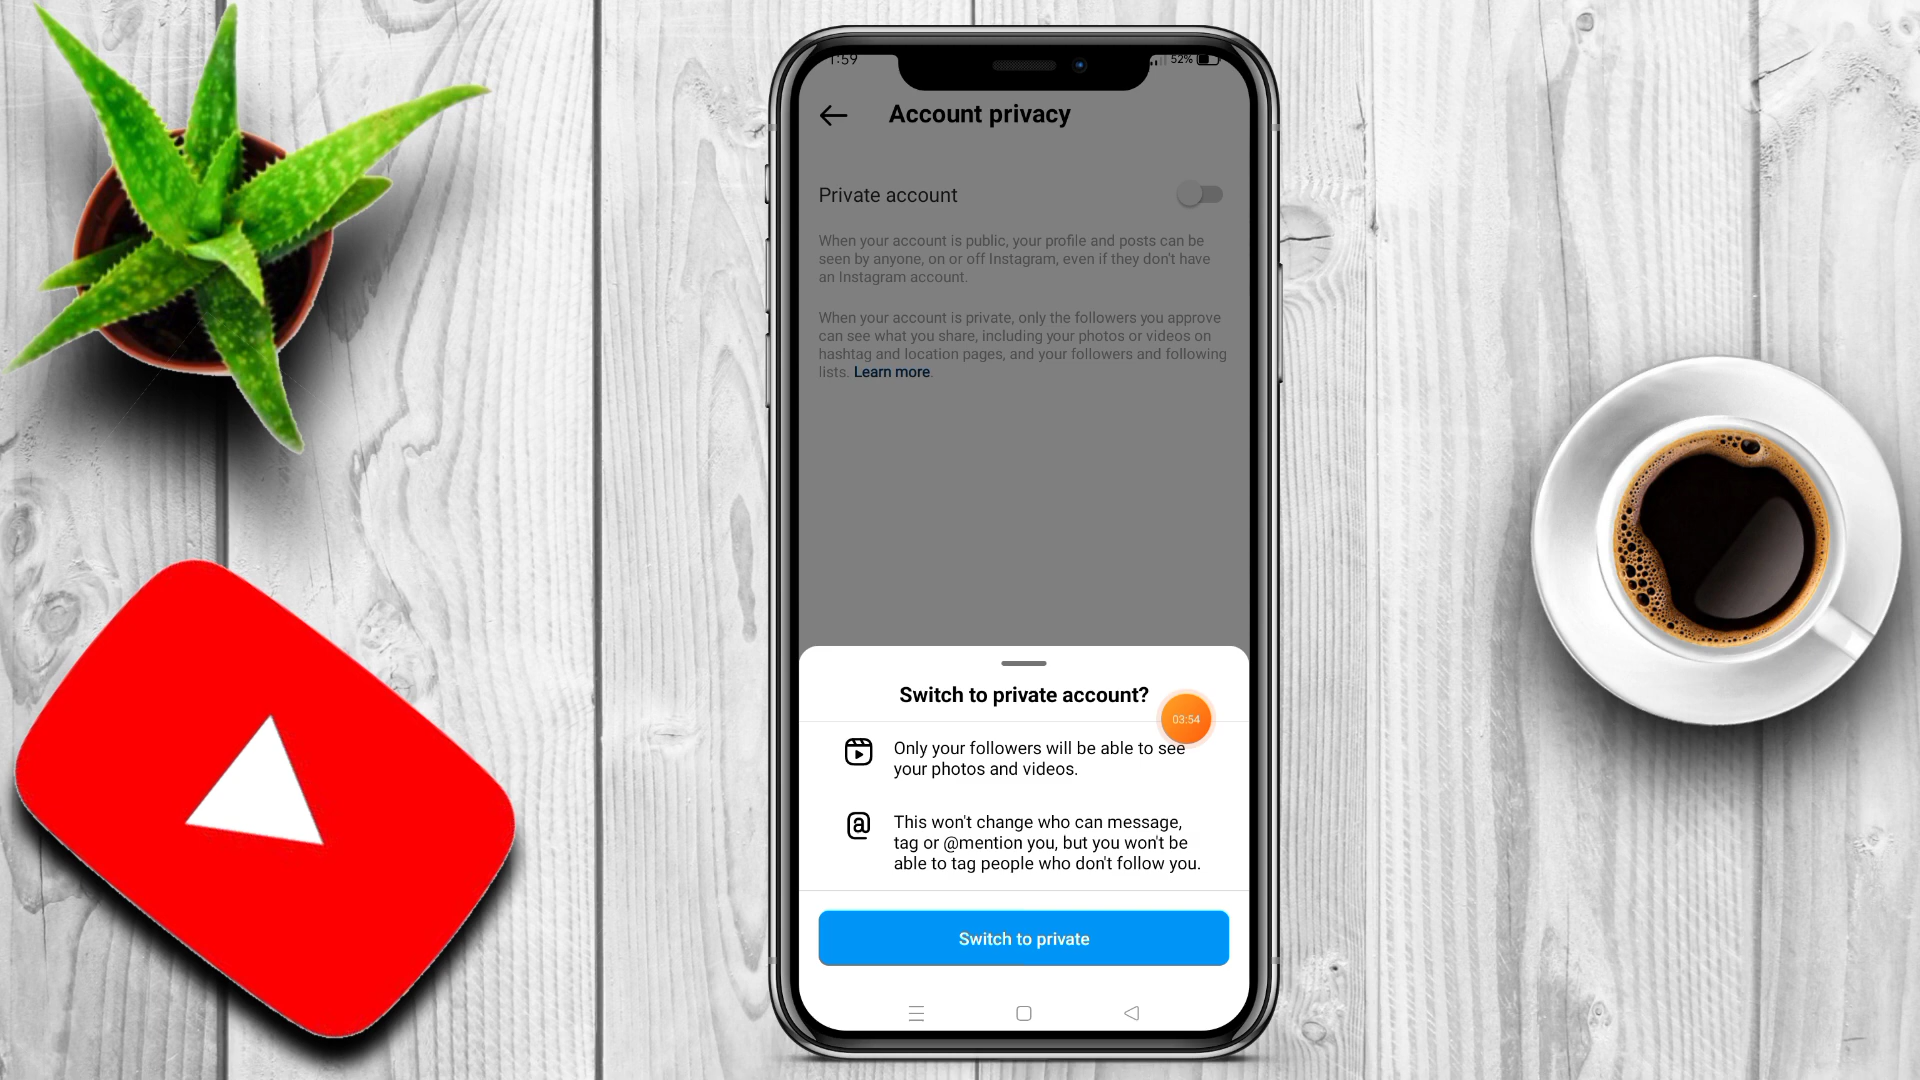 1:59
52%
Account privacy
Private account
When your account is public, your profile and posts can be
seen by anyone, on or off Instagram, even if they don't have
an Instagram account.
When your account is private, only the followers you approve
can see what you share, including your photos or videos on
hashtag and location pages, and your followers and following
lists. Learn more.
Switch to private account?
03:54
Only your followers will be able to see
your photos and videos.
This won't change who can message,
tag or @mention you, but you won't be
able to tag people who don't follow you.
Switch to private